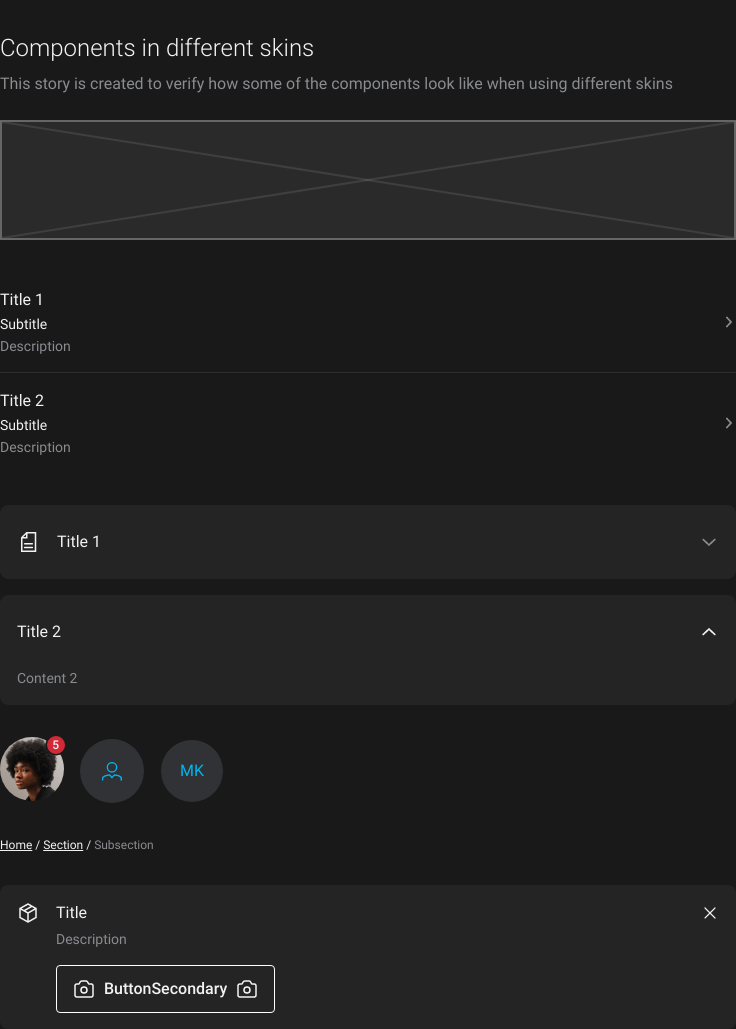 Components in different skins
This story is created to verify how some of the components look like when using different skins
Title 1
Subtitle
Description
Title 2
Subtitle
Description
Title 1
Title 2
Content 2
5
MK
Home / Section / Subsection
Title
Description
ButtonSecondary